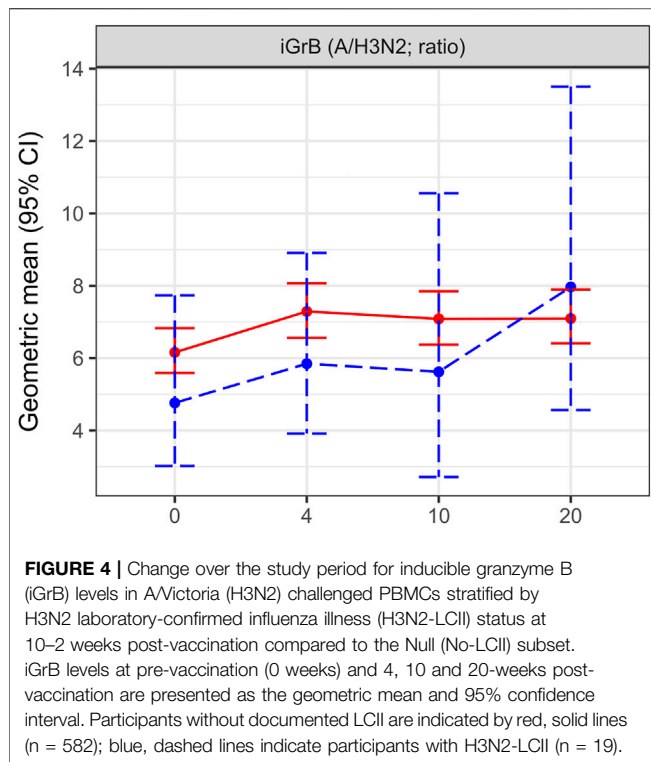 iGrB (A/H3N2; ratio)
14
12
10
8
6
4
Geometric mean (95% CI)
0 4 10 20
FIGURE 4 | Change over the study period for inducible granzyme B
(iGrB) levels in A/Victoria (H3N2) challenged PBMCs stratified by
H3N2 laboratory-confirmed influenza illness (H3N2-LCII) status at
10–2 weeks post-vaccination compared to the Null (No-LCII) subset.
iGrB levels at pre-vaccination (0 weeks) and 4, 10 and 20-weeks post-
vaccination are presented as the geometric mean and 95% confidence
interval. Participants without documented LCII are indicated by red, solid lines
(n = 582); blue, dashed lines indicate participants with H3N2-LCII (n = 19).